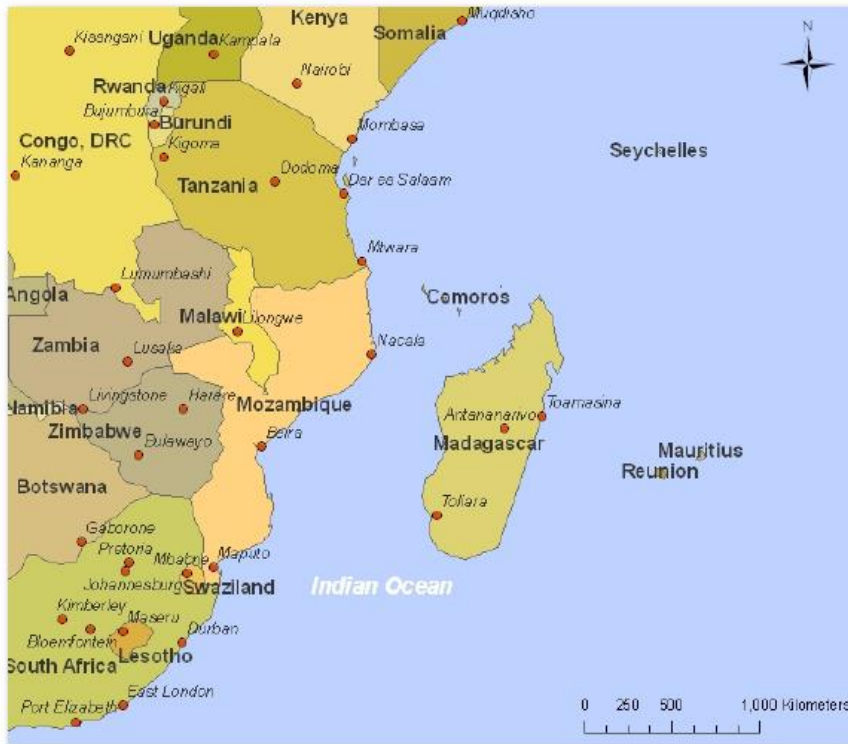 Muqdisho
Kenya
N
Kisangani
Uganda
Kampala
Somalia
Nairobi
Rwanda
Kigali
Bujumbura
Burundi
Mombasa
Congo, DRC
Seychelles
Kigoma
Kananga
Tanzania
Dodoma
Dar es Salaam
Mtwara
Lumumbashi
Angola
Comoros
Malawi
Lilongwe
Zambia
Lusaka
Nacala
Livingstone
Harare
Namibia
Mozambique
Toamasina
Antananarivo
Zimbabwe
Bulawayo
Beira
Madagascar
Mauritius
Reunion
Botswana
Toliara
Gaborone
Pretoria
Mbabne
Maputo
Johannesburg
Swaziland
Indian Ocean
Kimberley
Maseru
Durban
Bloemfontein
Lesotho
South Africa
East London
Port Elizabeth
0 250 500 1,000 Kilometers